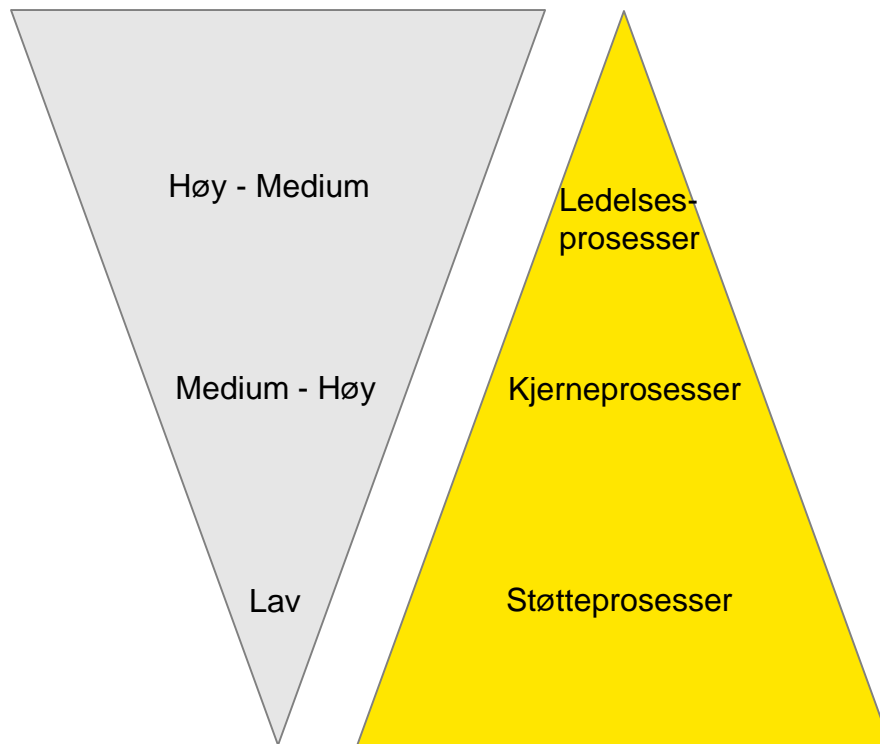 Høy - Medium
Ledelses-
prosesser
Medium - Høy
Kjerneprosesser
Lav
Støtteprosesser